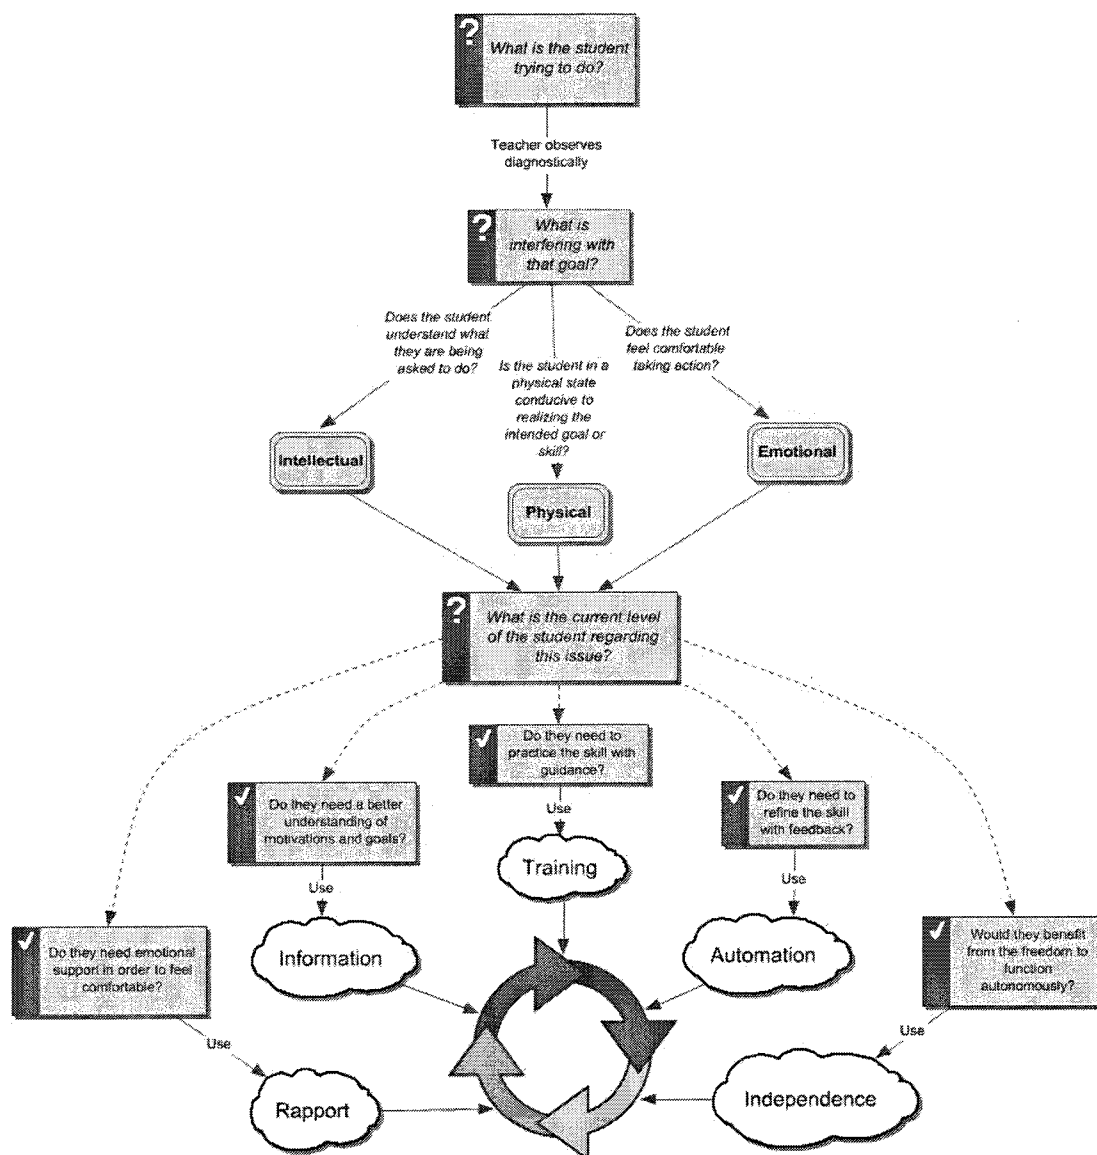 ?
What is the student
trying to do?
Teacher observes
diagnostically
?
What is
interfering with
that goal?
Does the student
understand what
they are being
asked to do?
Is the student in a
physical state
conducive to
realizing the
intended goal or
skill?
Does the student
feel comfortable
taking action?
Intellectual
Physical
Emotional
?
What is the current level
of the student regarding
this issue?
Do they need to
practice the skill with
guidance?
Do they need a better
understanding of
motivations and goals?
Do they need to
refine the skill
with feedback?
Use
Training
Use
Use
Do they need emotional
support in order to feel
comfortable?
Information
Automation
Would they benefit
from the freedom to
function
autonomously?
Use
Use
Rapport
Independence